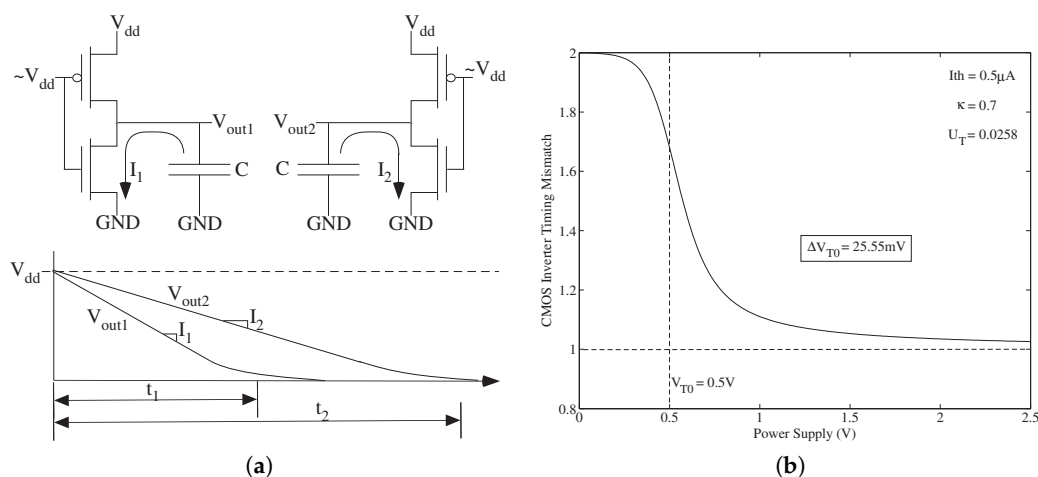 V_dd
V_dd
~V_dd
~V_dd
V_out1
V_out2
I_1
C
C
I_2
GND
GND
GND
GND
V_dd
V_out2
V_out1
I_1
I_2
t_1
t_2
(a)
2
1.8
1.6
1.4
1.2
1
0.8
CMOS Inverter Timing Mismatch
Ith = 0.5µA
κ = 0.7
U_T = 0.0258
ΔV_T0 = 25.55mV
V_T0 = 0.5V
0
0.5
1
1.5
2
2.5
Power Supply (V)
(b)